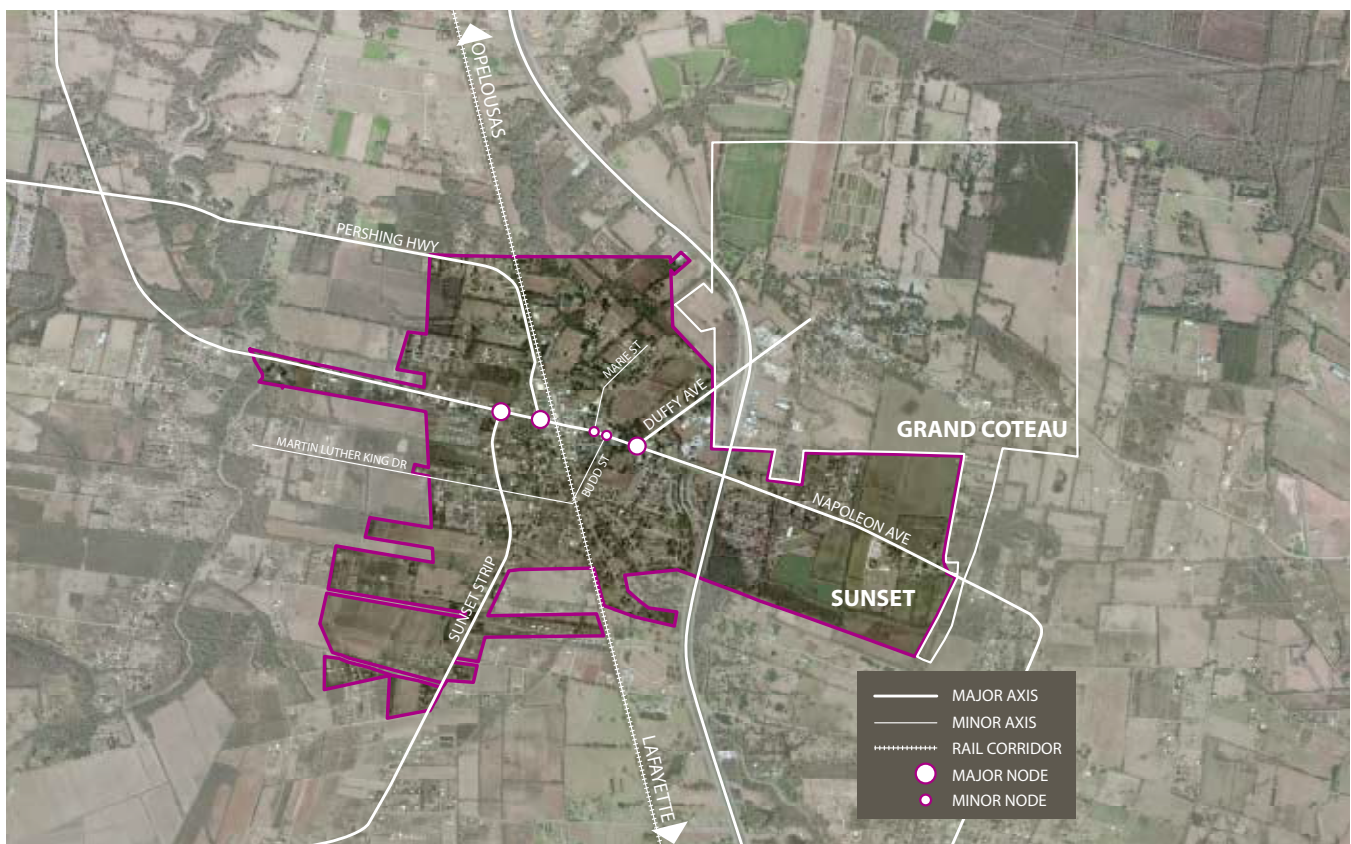 OPELOUSAS
PERSHING HWY
MARIE ST
DUFFY AVE
GRAND COTEAU
MARTIN LUTHER KING DR
BUDD ST
NAPOLEON AVE
SUNSET STRIP
SUNSET
LAFAYETTE
MAJOR AXIS
MINOR AXIS
RAIL CORRIDOR
MAJOR NODE
MINOR NODE